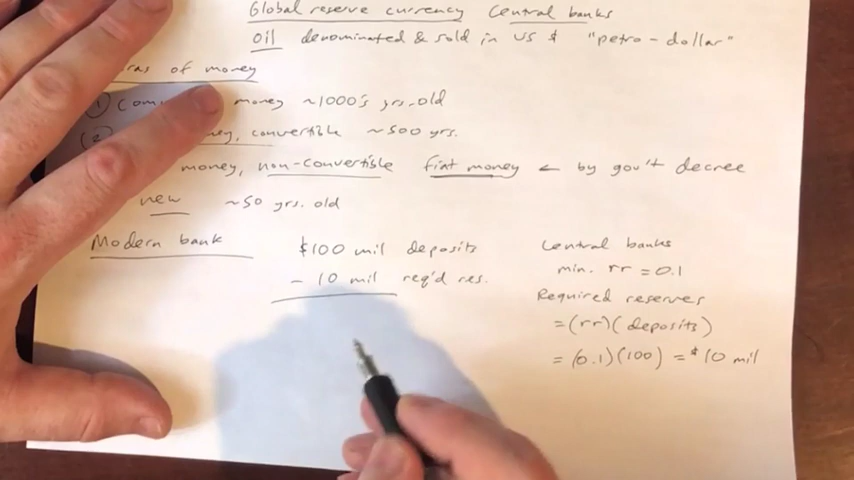 Global reserve currency Central banks
Oil denominated & sold in US $ "petro-dollar"
of money
① money ~1000's yrs. old
② convertible ~500 yrs.
money, non-convertible fiat money ← by gov't decree
new ~50 yrs. old
Modern bank
$100 mil deposits
- 10 mil req'd res.
Central banks
min. rr = 0.1
Required reserves
= (rr)(deposits)
= (0.1)(100) = $10 mil